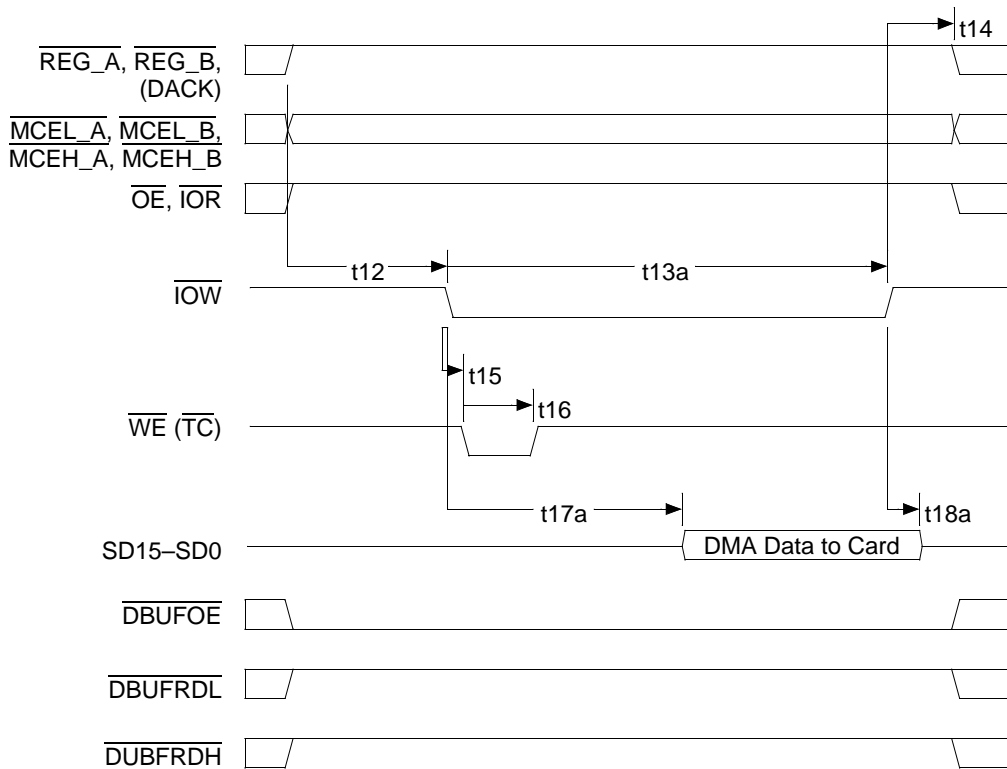 t14
REG_A, REG_B,
(DACK)
MCEL_A, MCEL_B,
MCEH_A, MCEH_B
OE, IOR
t12
t13a
IOW
t15
t16
WE (TC)
t17a
t18a
SD15–SD0
DMA Data to Card
DBUFOE
DBUFRDL
DUBFRDH